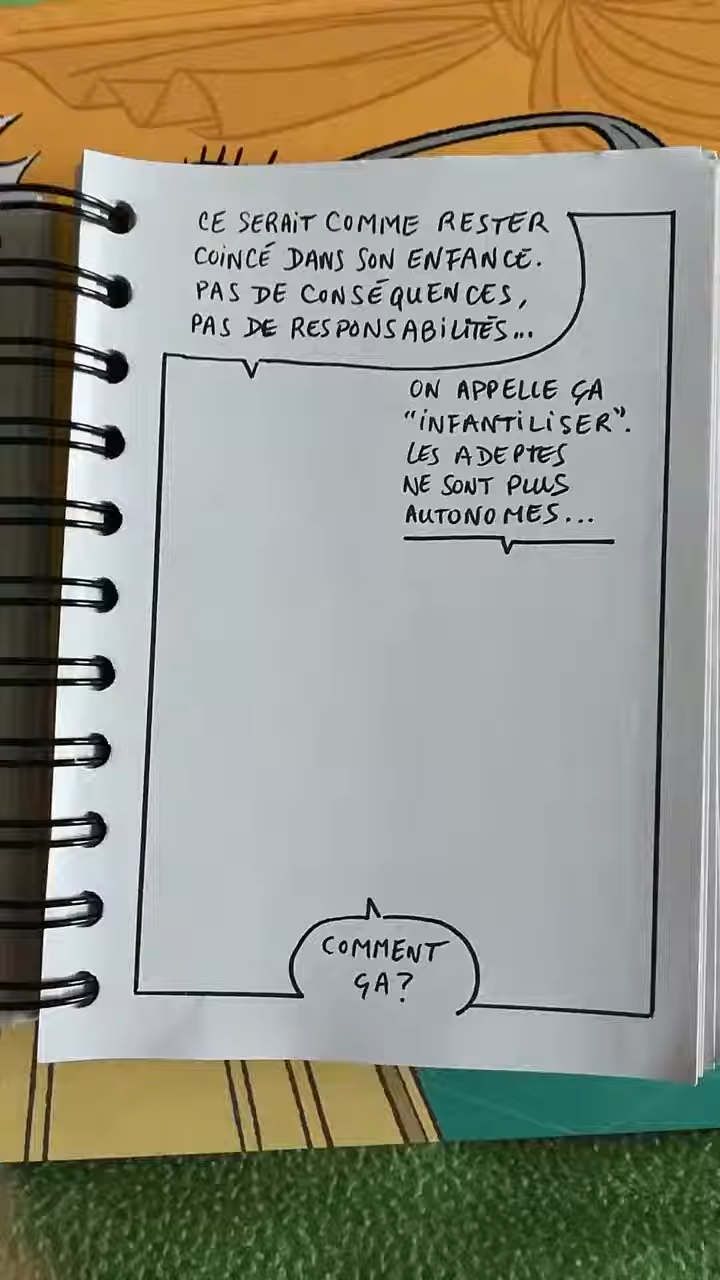 CE SERAIT COMME RESTER
COINCÉ DANS SON ENFANCE.
PAS DE CONSÉQUENCES,
PAS DE RESPONSABILITÉS...
ON APPELLE ÇA
"INFANTILISER".
LES ADEPTES
NE SONT PLUS
AUTONOMES...
COMMENT
ÇA?